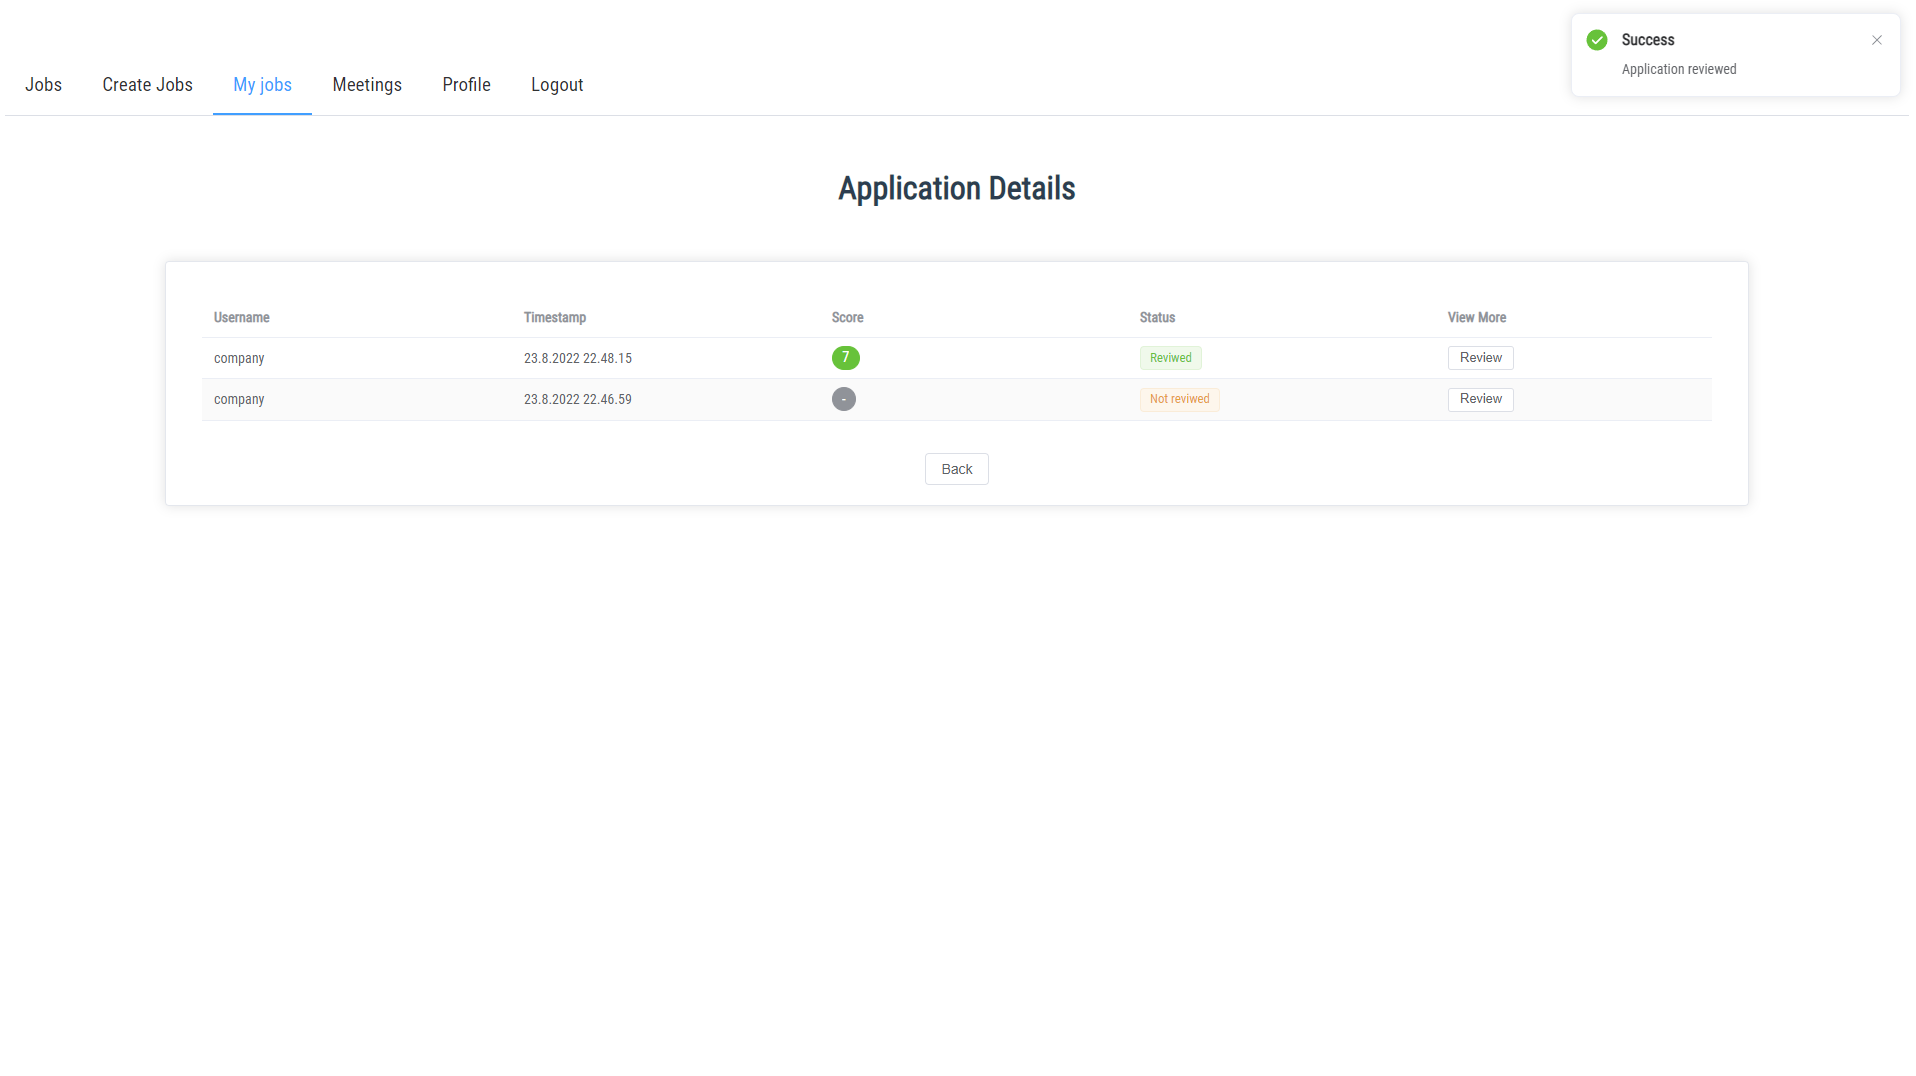 Success
Application reviewed
Jobs Create Jobs My jobs Meetings Profile Logout
Application Details
Username Timestamp Score Status View More
company 23.8.2022 22.48.15 7 Reviwed Review
company 23.8.2022 22.46.59 - Not reviwed Review
Back